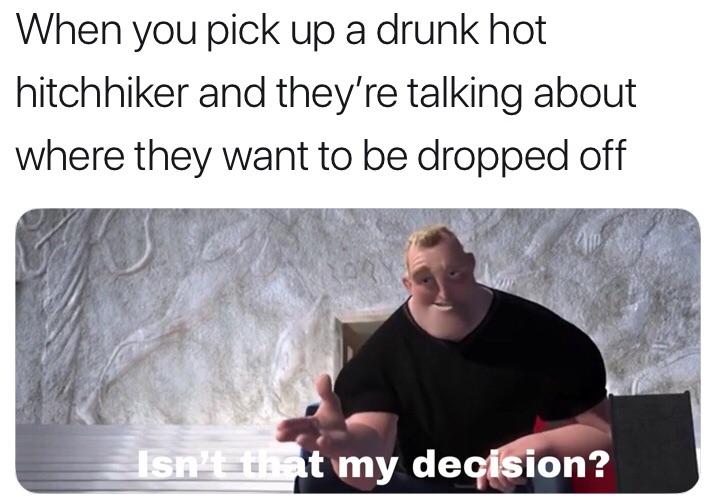 When you pick up a drunk hot
hitchhiker and they’re talking about
where they want to be dropped off
Isn't that my decision?